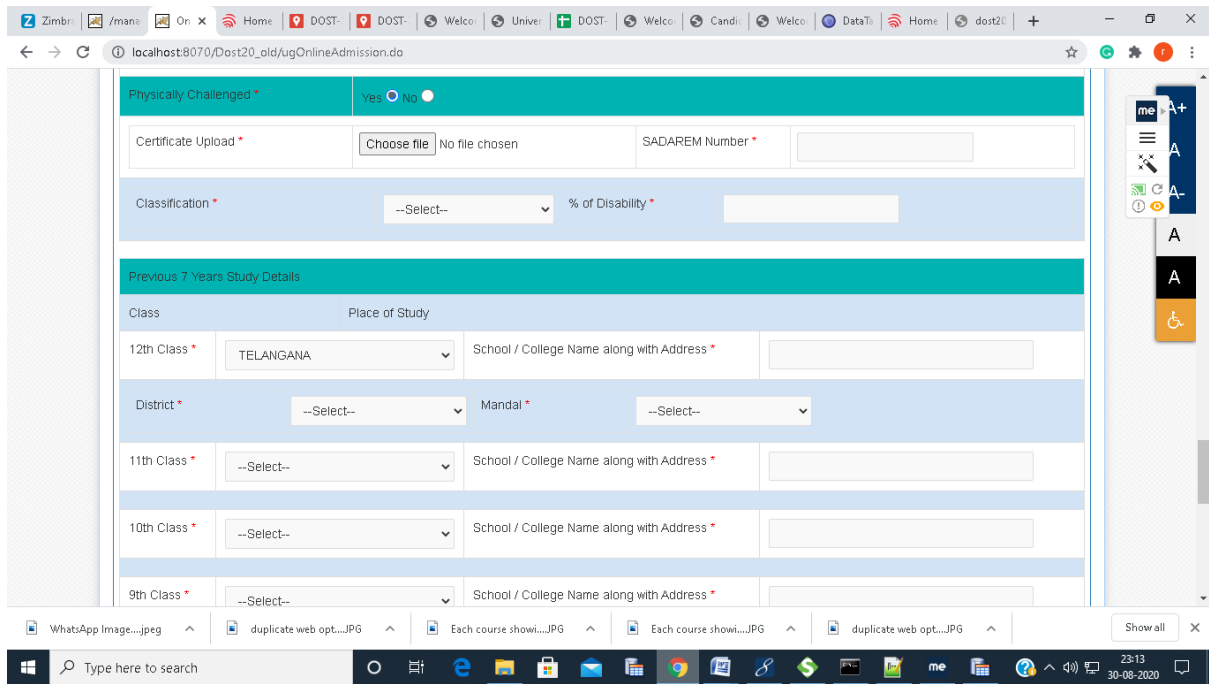 Zimbra /mana On Home DOST- DOST- Welco Univer DOST- Welco Candic Welco DataTa Home dost20
localhost:8070/Dost20_old/ugOnlineAdmission.do r
Physically Challenged * Yes No
Certificate Upload * Choose file No file chosen SADAREM Number *
Classification * --Select-- % of Disability *
Previous 7 Years Study Details
Class Place of Study
12th Class * TELANGANA School / College Name along with Address *
District * --Select-- Mandal * --Select--
11th Class * --Select-- School / College Name along with Address *
10th Class * --Select-- School / College Name along with Address *
9th Class * --Select-- School / College Name along with Address *
me A+
A
A-
A
A
WhatsApp Image....jpeg duplicate web opt....JPG Each course showi....JPG Each course showi....JPG duplicate web opt....JPG Show all
Type here to search me 23:13
30-08-2020